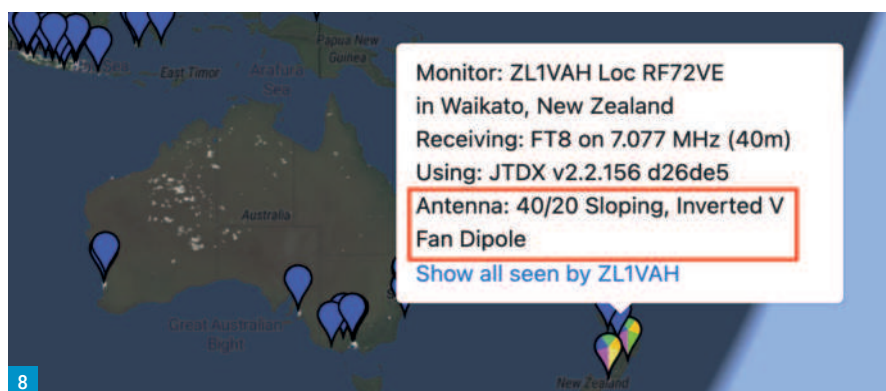 Papua New
Guinea
East Timor
Arafura
Sea
Monitor: ZL1VAH Loc RF72VE
in Waikato, New Zealand
Receiving: FT8 on 7.077 MHz (40m)
Using: JTDX v2.2.156 d26de5
Antenna: 40/20 Sloping, Inverted V
Fan Dipole
Show all seen by ZL1VAH
Australia
Great Australian
Bight
New Zealand
8